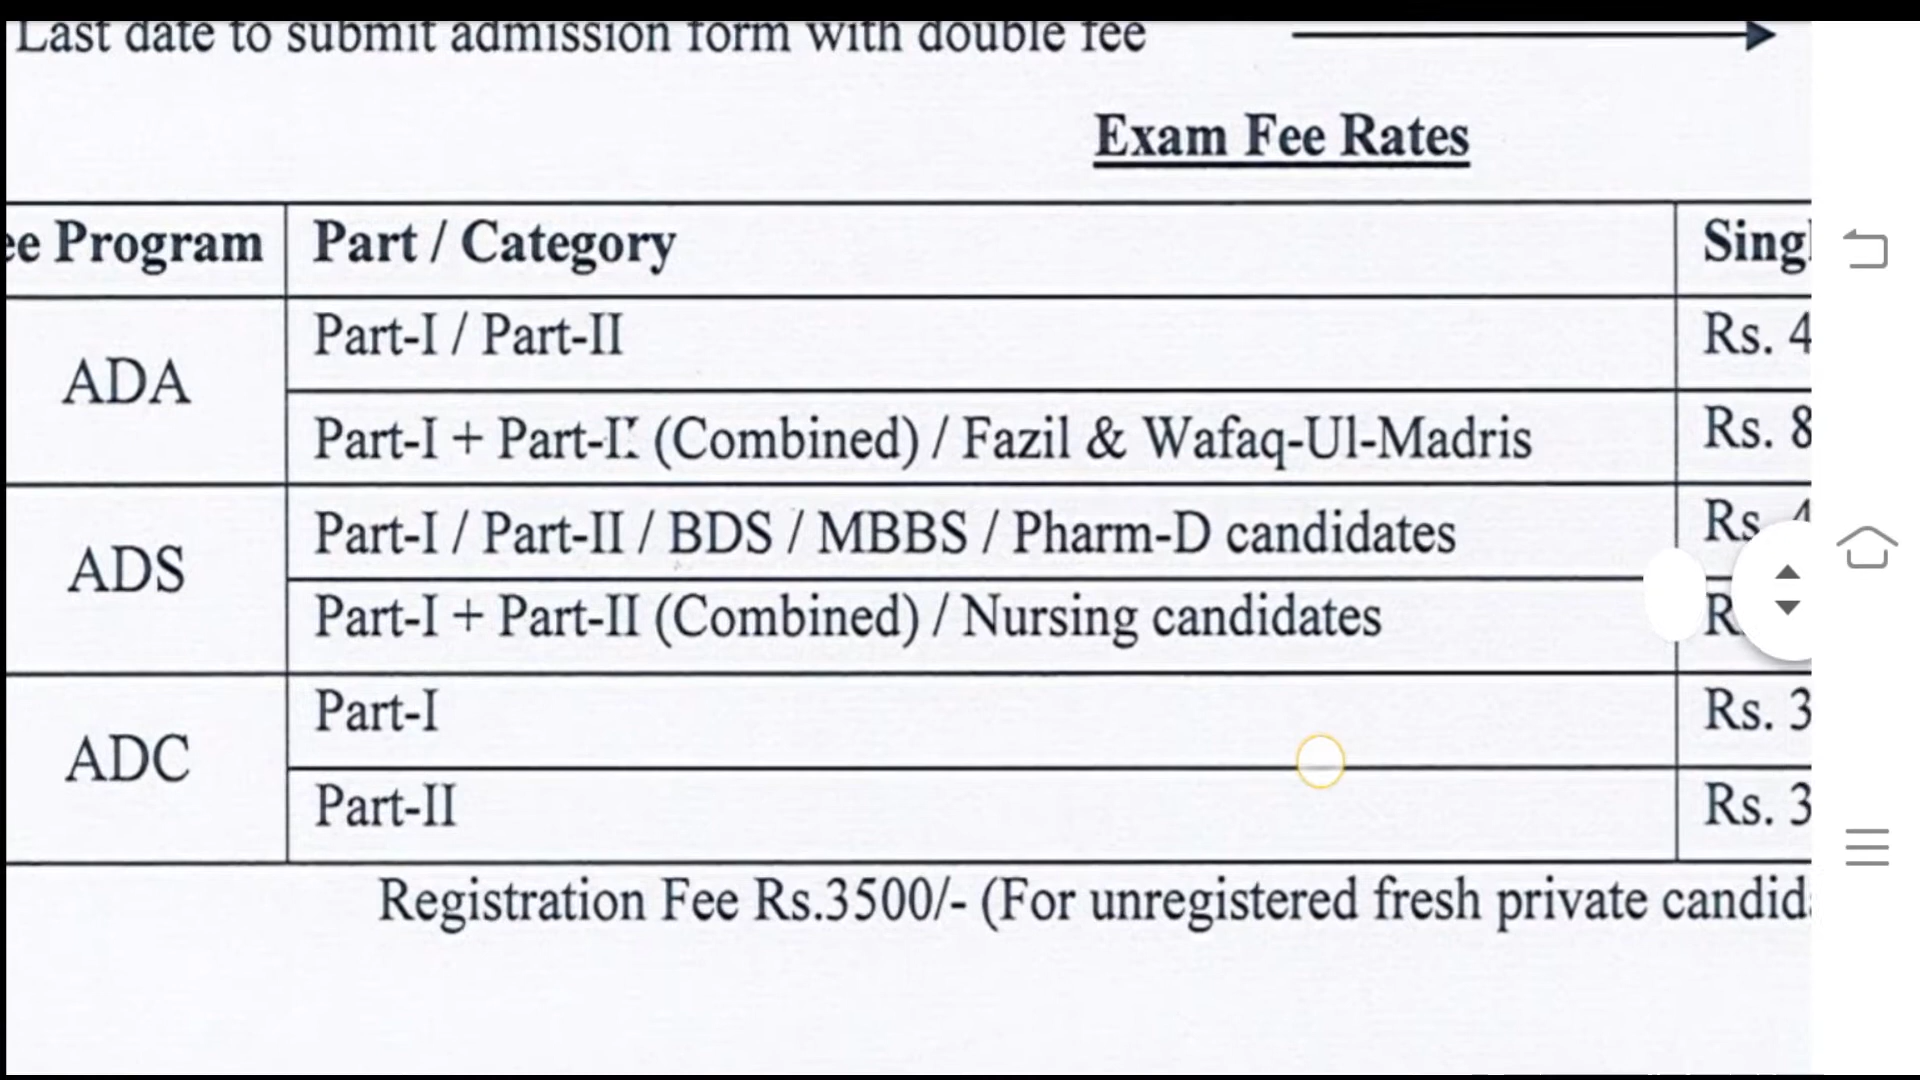 Last date to submit admission form with double fee
Exam Fee Rates
Program Part / Category
ADA
Part-I / Part-II Rs. 4
Part-I + Part-II (Combined) / Fazil & Wafaq-Ul-Madris Rs. 8
ADS
Part-I / Part-II / BDS / MBBS / Pharm-D candidates Rs. 4
Part-I + Part-II (Combined) / Nursing candidates
ADC
Part-I Rs. 3
Part-II Rs. 3
Registration Fee Rs.3500/- (For unregistered fresh private